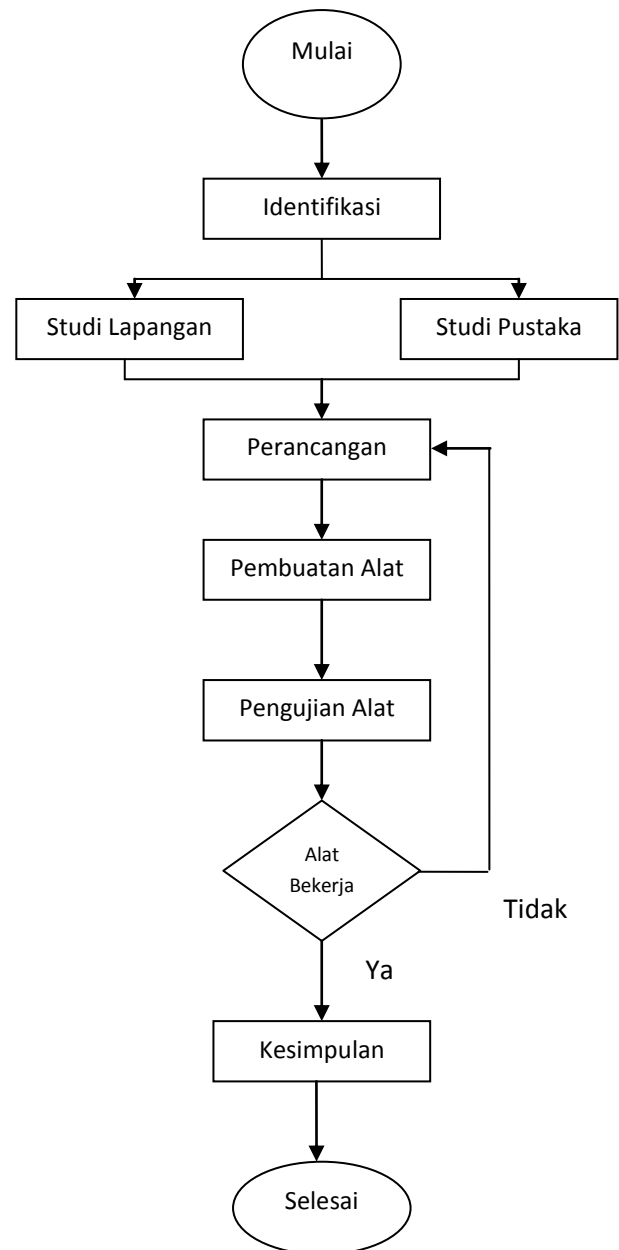 Mulai
Identifikasi
Studi Lapangan
Studi Pustaka
Perancangan
Pembuatan Alat
Pengujian Alat
Alat
Bekerja
Tidak
Ya
Kesimpulan
Selesai